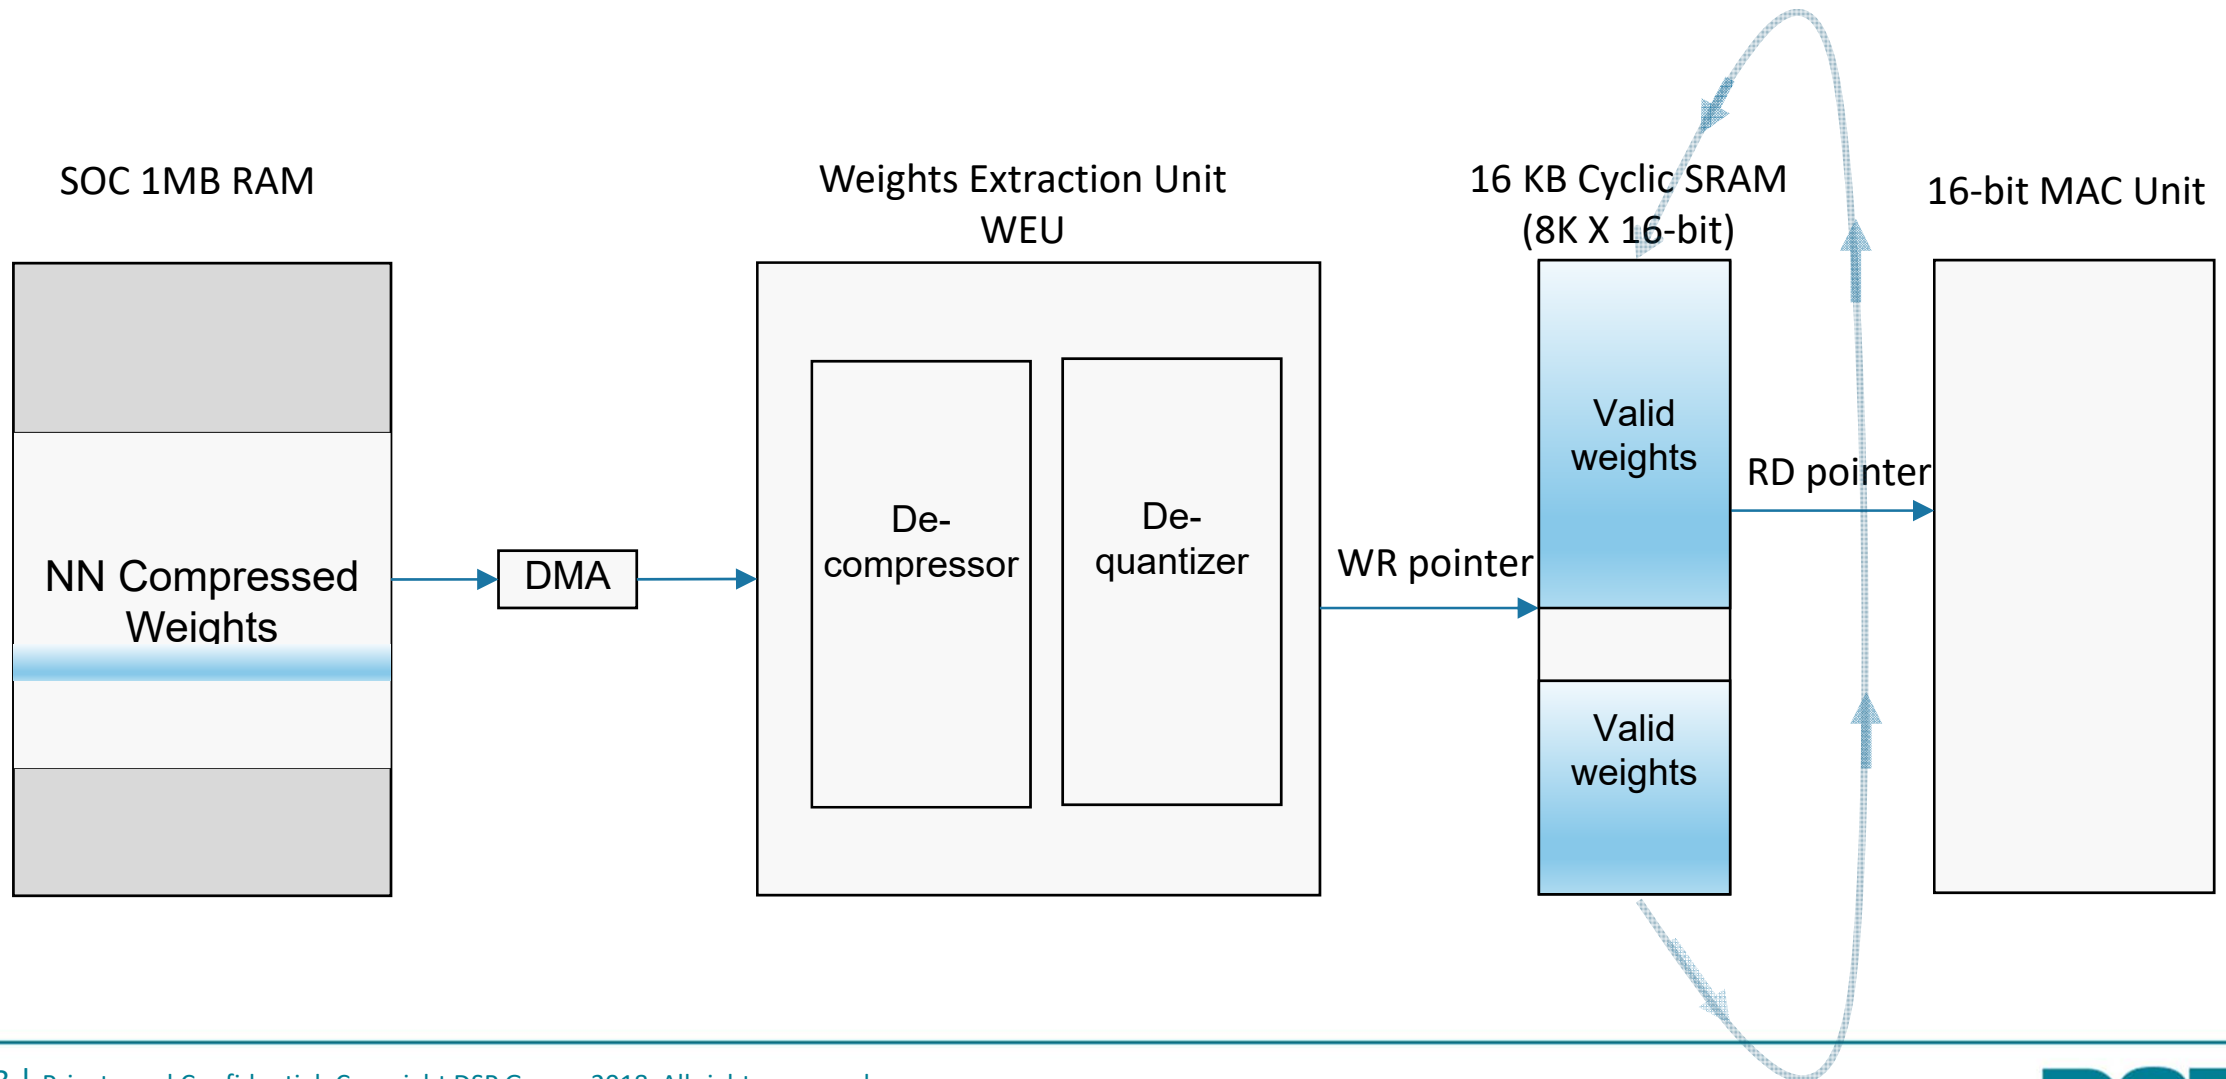 SOC 1MB RAM
Weights Extraction Unit
WEU
16 KB Cyclic SRAM
(8K X 16-bit)
16-bit MAC Unit
NN Compressed
Weights
DMA
De-
compressor
De-
quantizer
WR pointer
Valid
weights
RD pointer
Valid
weights